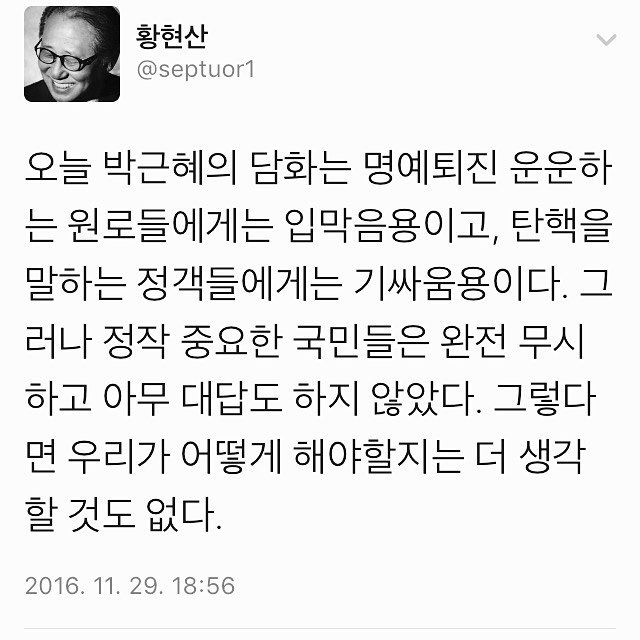 황현산
@septuor1
오늘 박근혜의 담화는 명예퇴진 운운하
는 원로들에게는 입막음용이고, 탄핵을
말하는 정객들에게는 기싸움용이다. 그
러나 정작 중요한 국민들은 완전 무시
하고 아무 대답도 하지 않았다. 그렇다
면 우리가 어떻게 해야할지는 더 생각
할 것도 없다.
2016. 11. 29. 18:56